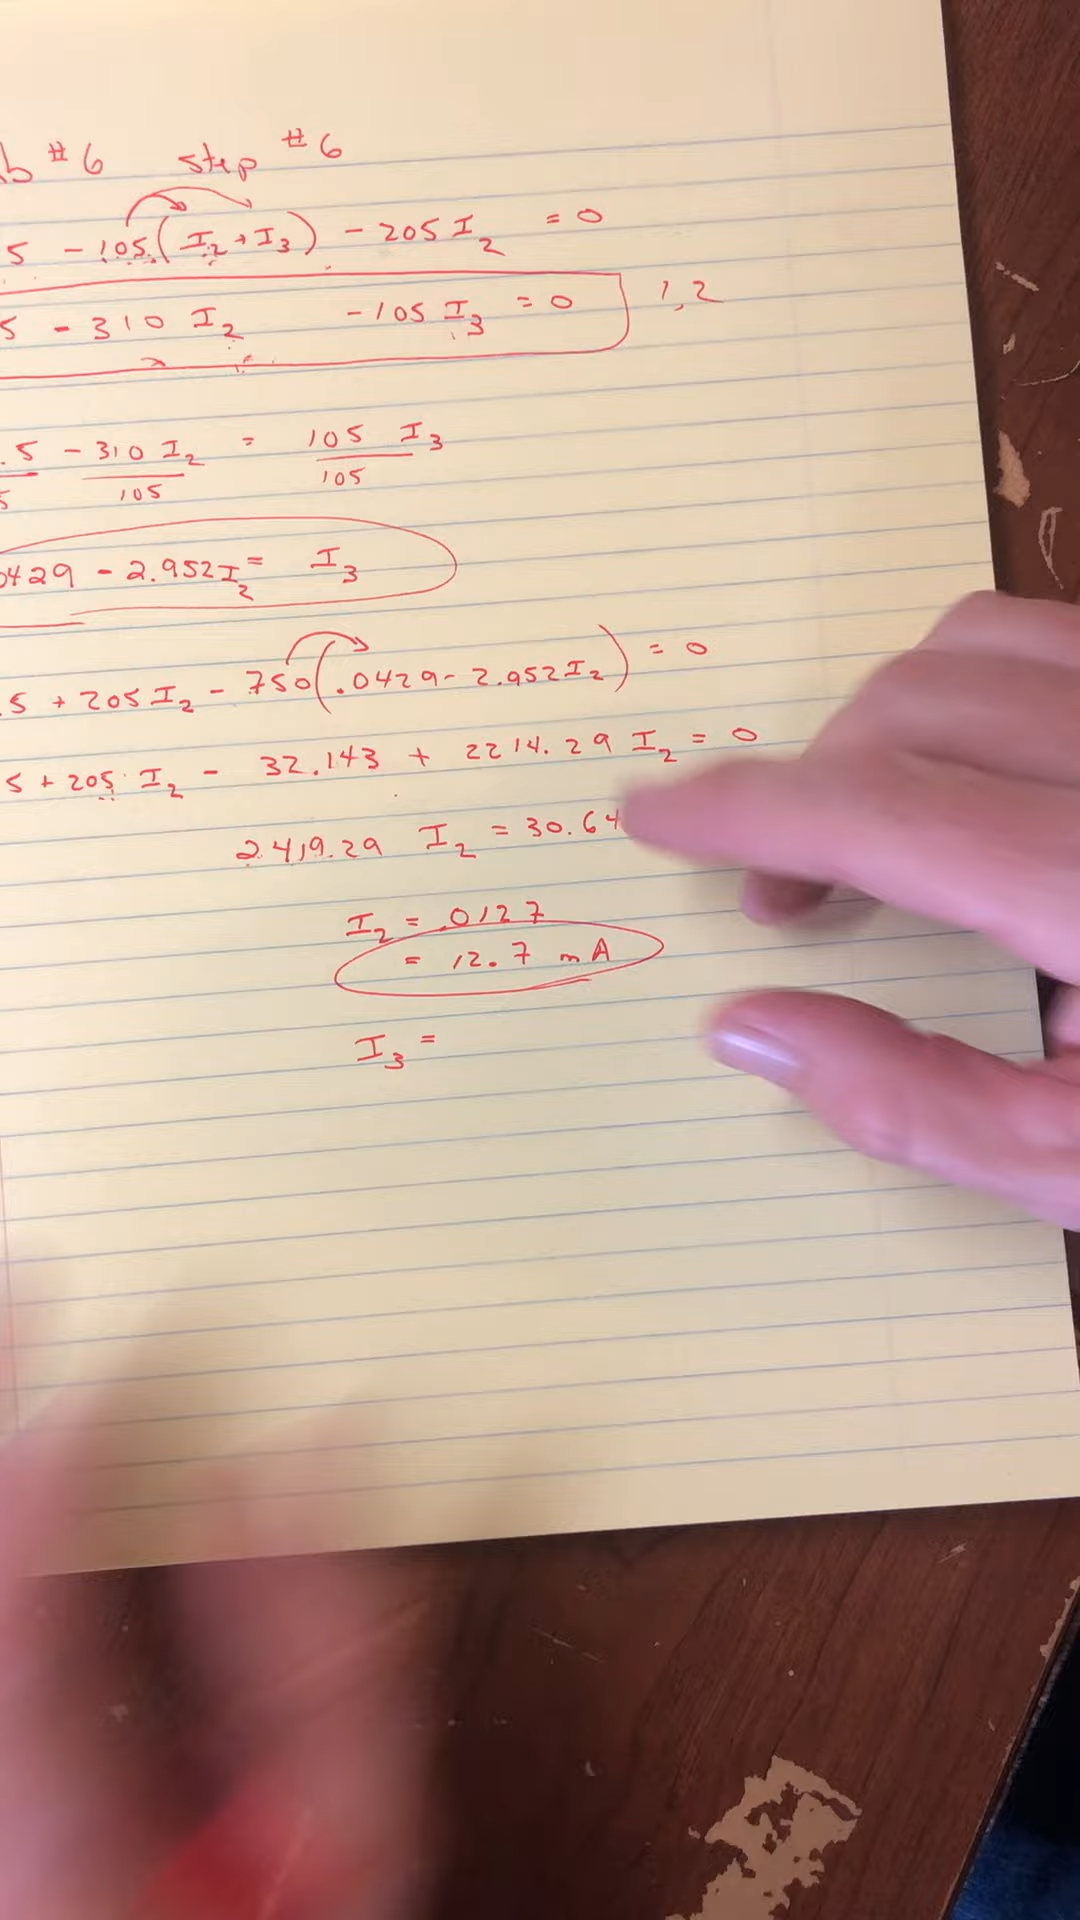 b #6 step #6
5 - 105 ( I2 + I3 ) - 205 I2 = 0
5 - 310 I2 - 105 I3 = 0 1,2
.5 - 310 I2 = 105 I3
5 105 105
0429 - 2.952 I2 = I3
.5 + 205 I2 - 750 ( .0429 - 2.952 I2 ) = 0
5 + 205 I2 - 32.143 + 2214.29 I2 = 0
2419.29 I2 = 30.64
I2 = .0127
= 12.7 mA
I3 =